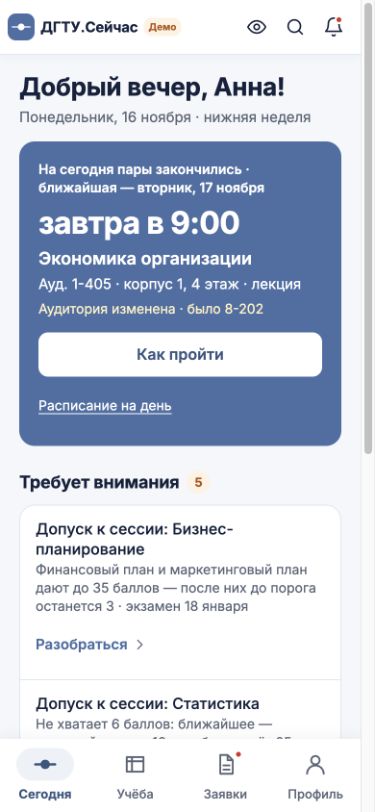 ДГТУ.Сейчас Демо
Добрый вечер, Анна!
Понедельник, 16 ноября · нижняя неделя
На сегодня пары закончились ·
ближайшая — вторник, 17 ноября
завтра в 9:00
Экономика организации
Ауд. 1-405 · корпус 1, 4 этаж · лекция
Аудитория изменена · было 8-202
Как пройти
Расписание на день
Требует внимания 5
Допуск к сессии: Бизнес-
планирование
Финансовый план и маркетинговый план
дают до 35 баллов — после них до порога
останется 3 · экзамен 18 января
Разобраться
Допуск к сессии: Статистика
Не хватает 6 баллов: ближайшее —
Сегодня
Учёба
Заявки
Профиль